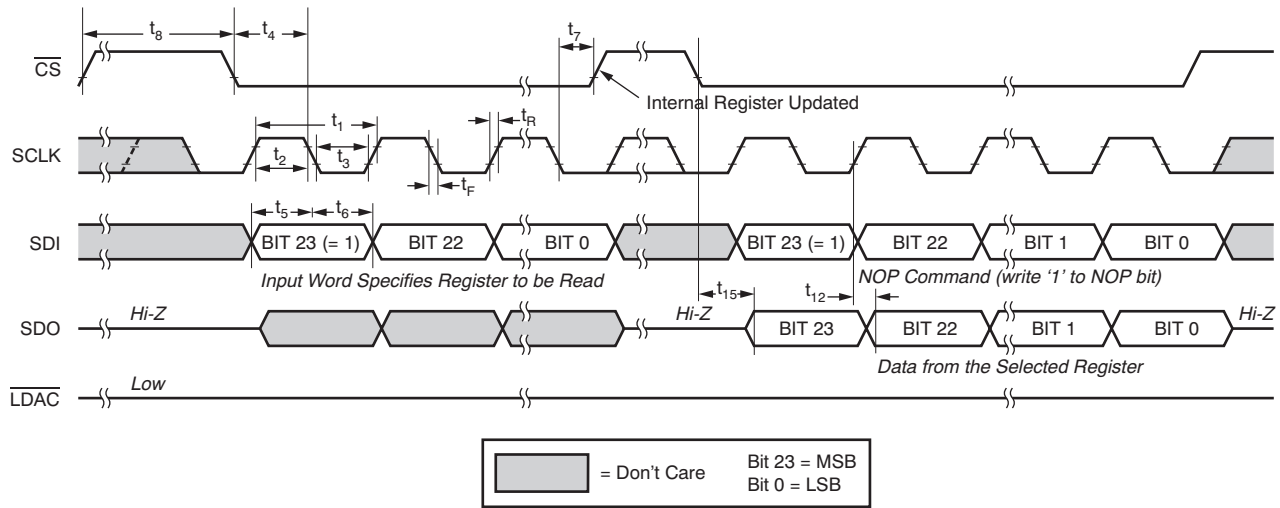 t8 t4 t7
CS
Internal Register Updated
t1 tR
SCLK
t2 t3
tF
t5 t6
SDI BIT 23 (= 1) BIT 22 BIT 0 BIT 23 (= 1) BIT 22 BIT 1 BIT 0
Input Word Specifies Register to be Read NOP Command (write ‘1’ to NOP bit)
t15 t12
Hi-Z Hi-Z Hi-Z
SDO BIT 23 BIT 22 BIT 1 BIT 0
Data from the Selected Register
Low
LDAC
= Don't Care
Bit 23 = MSB
Bit 0 = LSB